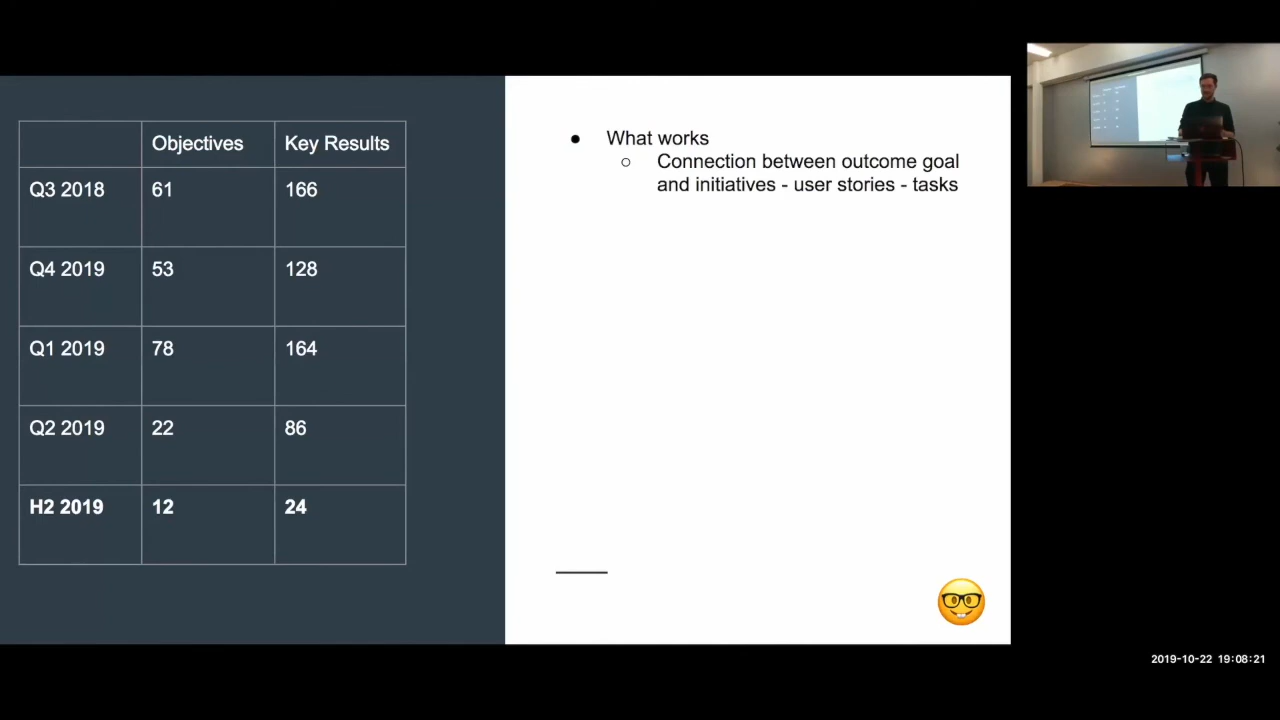 Objectives Key Results
Q3 2018 61 166
Q4 2019 53 128
Q1 2019 78 164
Q2 2019 22 86
H2 2019 12 24
● What works
○ Connection between outcome goal
and initiatives - user stories - tasks
2019-10-22 19:08:21